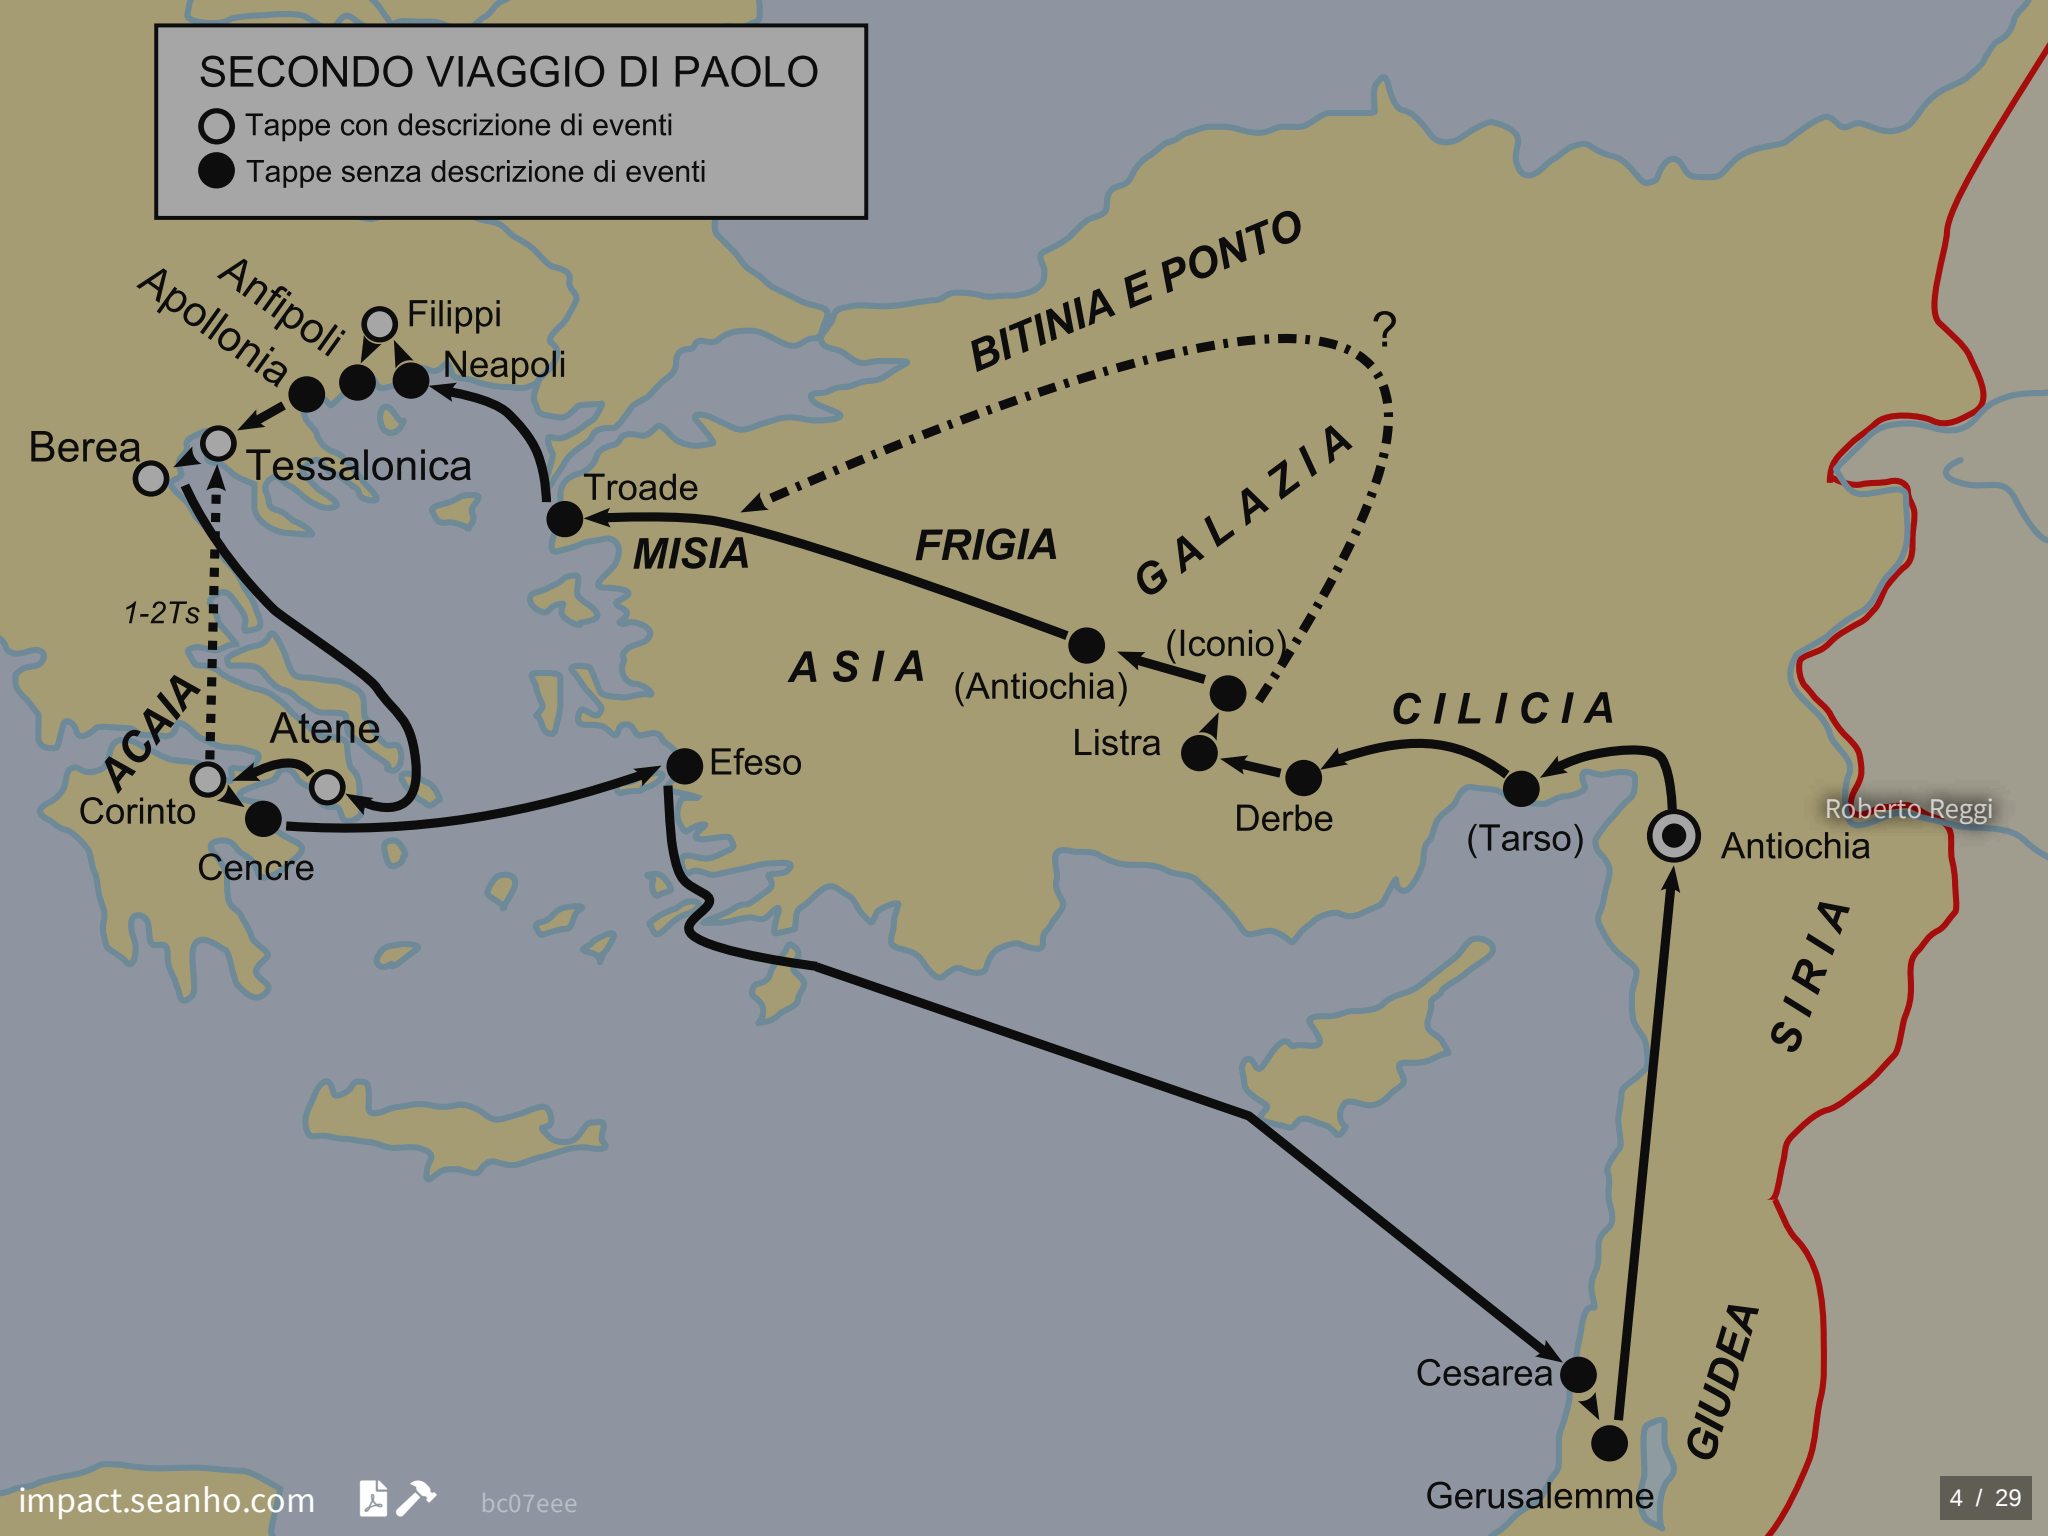 SECONDO VIAGGIO DI PAOLO
Tappe con descrizione di eventi
Tappe senza descrizione di eventi
BITINIA E PONTO
Anfipoli
Apollonia
Filippi
?
Neapoli
Berea
Tessalonica
GALAZIA
Troade
MISIA
FRIGIA
1-2Ts
(Iconio)
ASIA
(Antiochia)
ACAIA
CILICIA
Atene
Listra
Efeso
Corinto
Derbe
(Tarso)
Roberto Reggi
Antiochia
Cencre
SIRIA
Cesarea
GIUDEA
Gerusalemme
impact.seanho.com
bc07eee
4 / 29